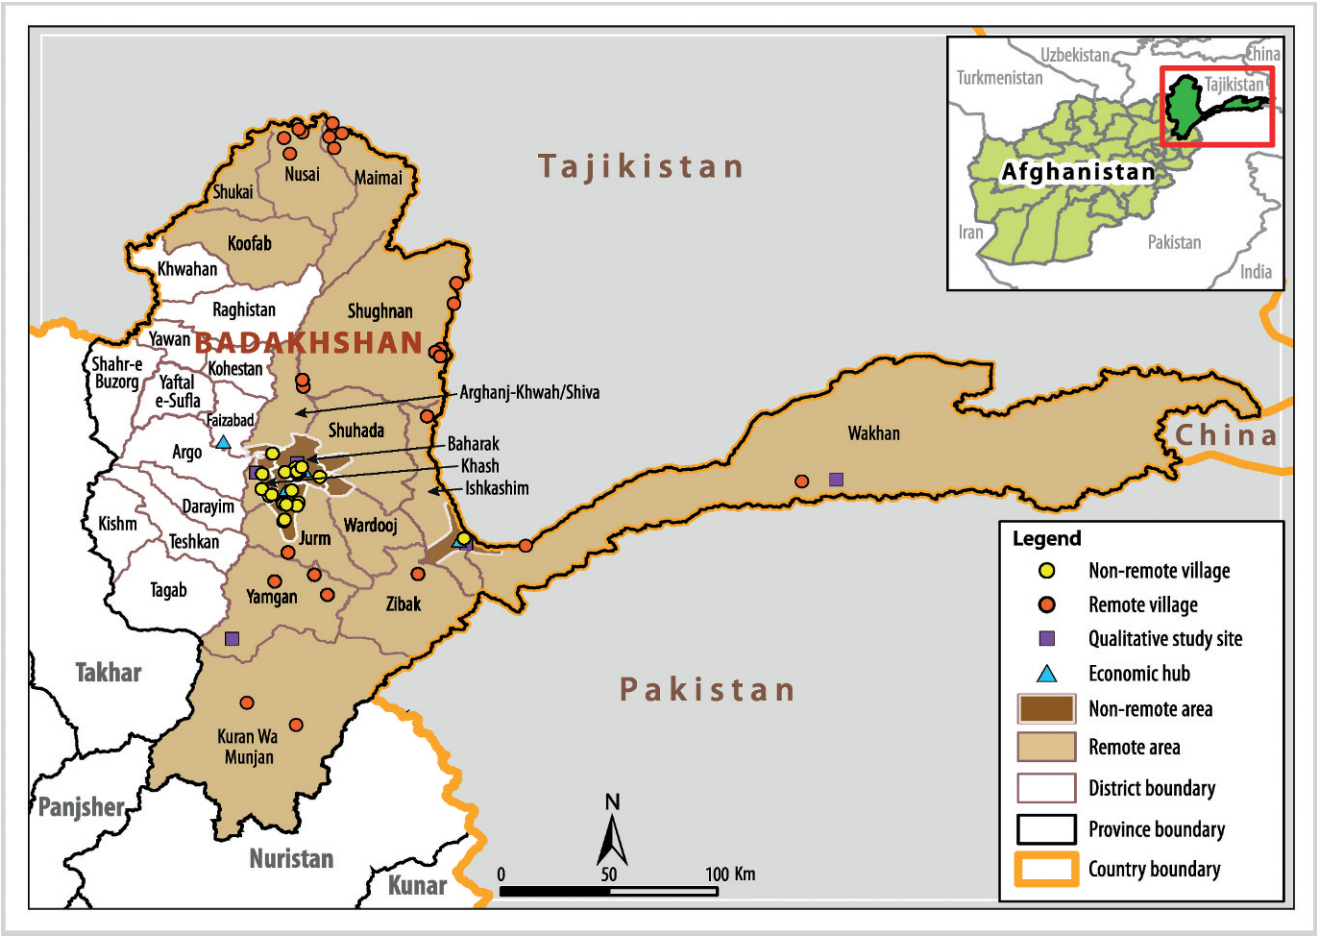 Uzbekistan
China
Turkmenistan
Tajikistan
Afghanistan
Iran
Pakistan
India
Tajikistan
Nusai
Maimai
Shukai
Koofab
Khwahan
Raghistan
Shughnan
BADAKHSHAN
Yawan
Shahr-e
Buzorg
Kohestan
Yaftal
e-Sufla
Arghanj-Khwah/Shiva
Faizabad
Shuhada
Argo
Baharak
Khash
Ishkashim
Wakhan
China
Darayim
Kishm
Wardooj
Teshkan
Jurm
Tagab
Yamgan
Zibak
Takhar
Pakistan
Kuran Wa
Munjan
Panjsher
Nuristan
Kunar
N
0 50 100 Km
Legend
Non-remote village
Remote village
Qualitative study site
Economic hub
Non-remote area
Remote area
District boundary
Province boundary
Country boundary